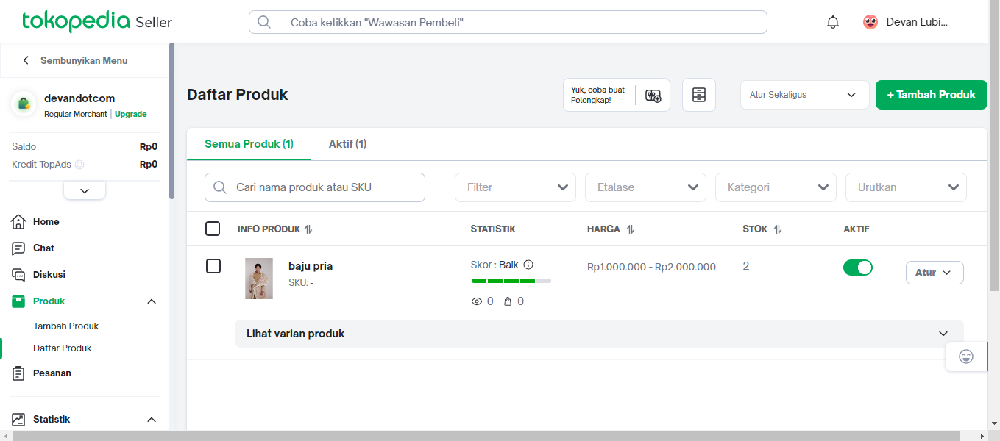 tokopedia Seller
Coba ketikkan "Wawasan Pembeli"
Devan Lubi...
Sembunyikan Menu
devandotcom
Regular Merchant | Upgrade
Saldo Rp0
Kredit TopAds Rp0
Home
Chat
Diskusi
Produk
Tambah Produk
Daftar Produk
Pesanan
Statistik
Daftar Produk
Yuk, coba buat
Pelengkap!
Atur Sekaligus
+ Tambah Produk
Semua Produk (1) Aktif (1)
Cari nama produk atau SKU
Filter Etalase Kategori Urutkan
INFO PRODUK STATISTIK HARGA STOK AKTIF
baju pria
SKU: -
Skor : Baik
0 0
Rp1.000.000 - Rp2.000.000
2
Atur
Lihat varian produk